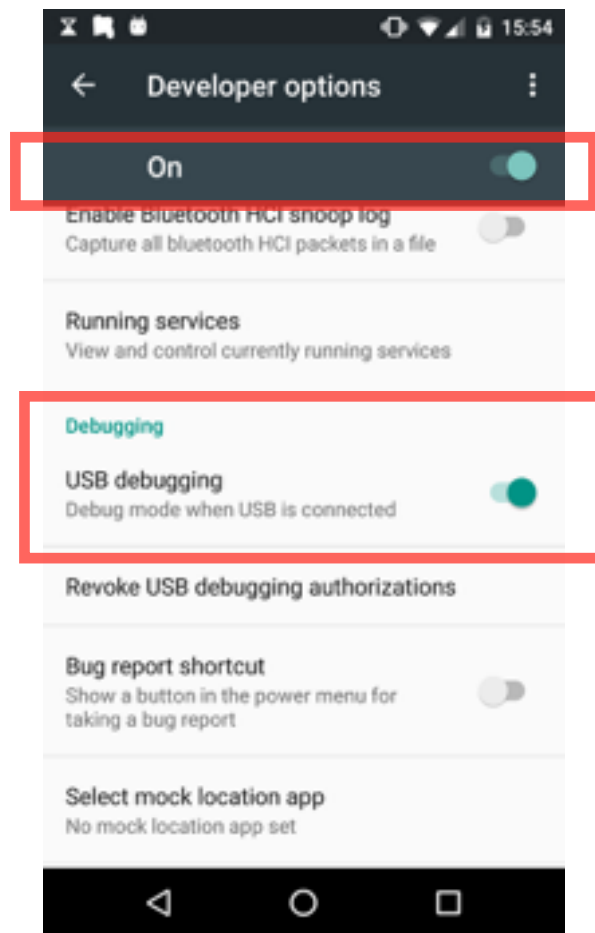 15:54
Developer options
On
Enable Bluetooth HCI snoop log
Capture all bluetooth HCI packets in a file
Running services
View and control currently running services
Debugging
USB debugging
Debug mode when USB is connected
Revoke USB debugging authorizations
Bug report shortcut
Show a button in the power menu for
taking a bug report
Select mock location app
No mock location app set